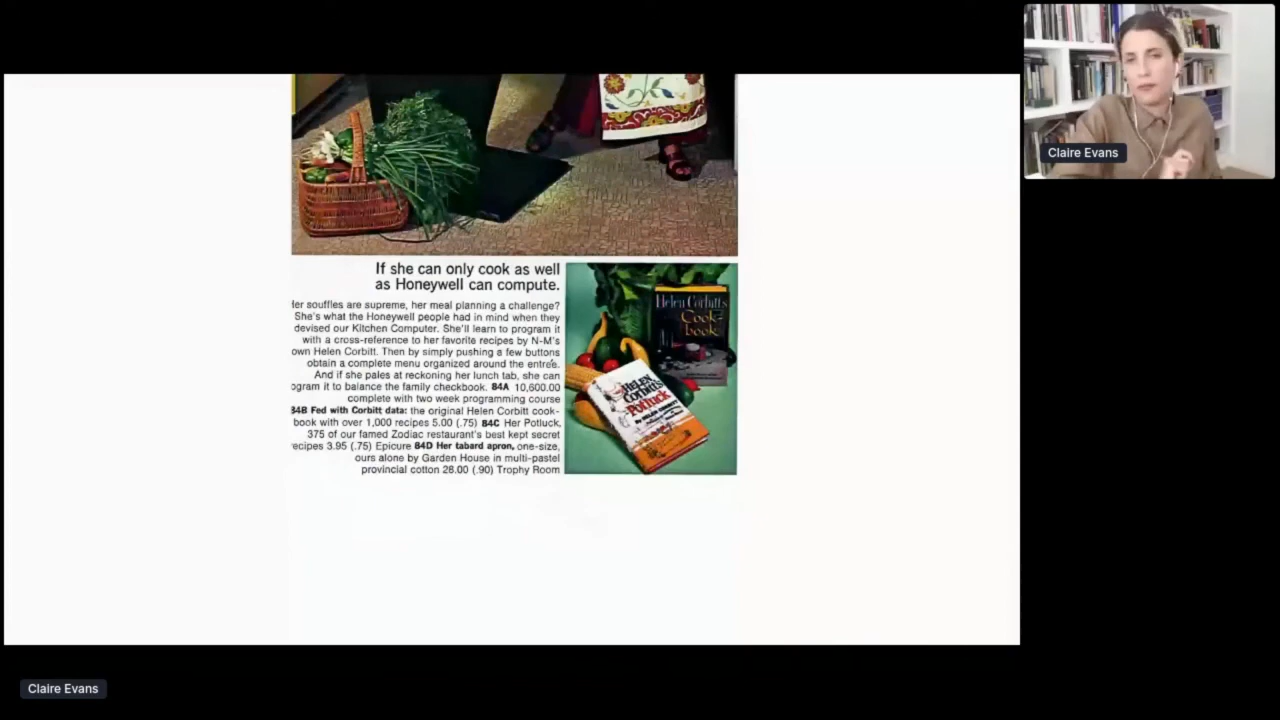 Claire Evans
If she can only cook as well
as Honeywell can compute.
souffles are supreme, her meal planning a challenge?
She's what the Honeywell people had in mind when they
devised our Kitchen Computer. She'll learn to program it
with a cross-reference to her favorite recipes by N-M's
own Helen Corbitt. Then by simply pushing a few buttons
obtain a complete menu organized around the entrée.
And if she pales at reckoning her lunch tab, she can
ogram it to balance the family checkbook. 84A 10,600.00
complete with two week programming course
84B Fed with Corbitt data: the original Helen Corbitt cook-
book with over 1,000 recipes 5.00 (.75) 84C Her Potluck,
375 of our famed Zodiac restaurant's best kept secret
ecipes 3.95 (.75) Epicure 84D Her tabard apron, one-size,
ours alone by Garden House in multi-pastel
provincial cotton 28.00 (.90) Trophy Room
Helen Corbitt's
Cook-
book
Helen
Corbitt's
Potluck
Claire Evans